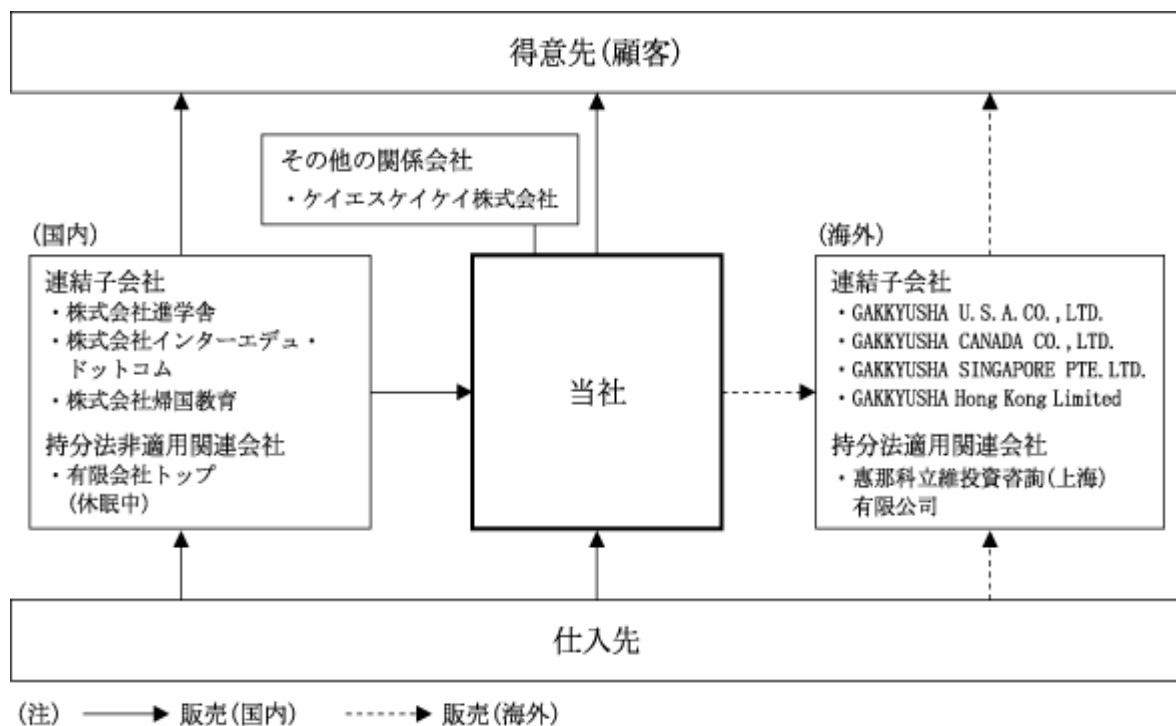 得意先(顧客)
その他の関係会社
・ケイエスケイケイ株式会社
(国内)
連結子会社
・株式会社進学舎
・株式会社インターエデュ・
ドットコム
・株式会社帰国教育
持分法非適用関連会社
・有限会社トップ
(休眠中)
当社
(海外)
連結子会社
・GAKKYUSHA U.S.A.CO.,LTD.
・GAKKYUSHA CANADA CO.,LTD.
・GAKKYUSHA SINGAPORE PTE.LTD.
・GAKKYUSHA Hong Kong Limited
持分法適用関連会社
・惠那科立維投資咨詢(上海)
有限公司
仕入先
(注) 販売(国内) 販売(海外)